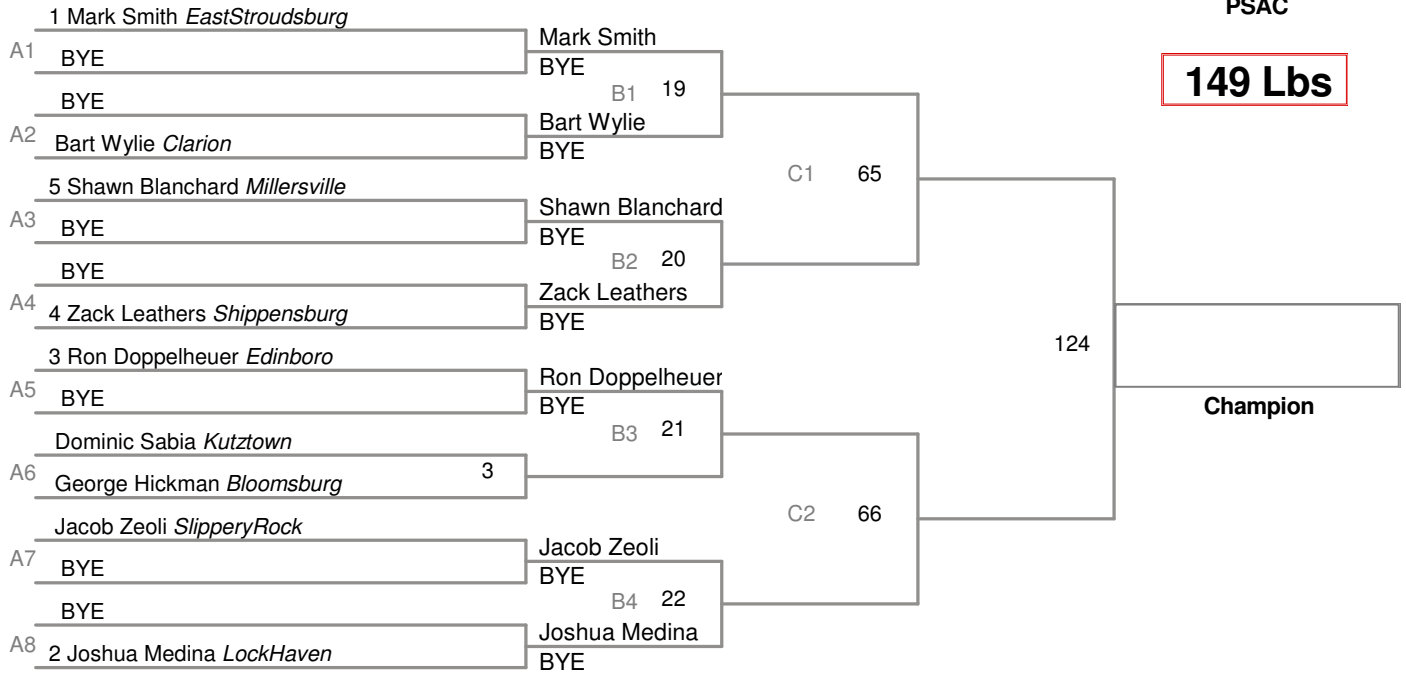 PSAC
149 Lbs
1 Mark Smith EastStroudsburg
A1
BYE
BYE
A2
Bart Wylie Clarion
5 Shawn Blanchard Millersville
A3
BYE
BYE
A4
4 Zack Leathers Shippensburg
3 Ron Doppelheuer Edinboro
A5
BYE
Dominic Sabia Kutztown
A6
3
George Hickman Bloomsburg
Jacob Zeoli SlipperyRock
A7
BYE
BYE
A8
2 Joshua Medina LockHaven
Mark Smith
BYE
B1 19
Bart Wylie
BYE
Shawn Blanchard
BYE
B2 20
Zack Leathers
BYE
Ron Doppelheuer
BYE
B3 21
Jacob Zeoli
BYE
B4 22
Joshua Medina
BYE
C1 65
C2 66
124
Champion